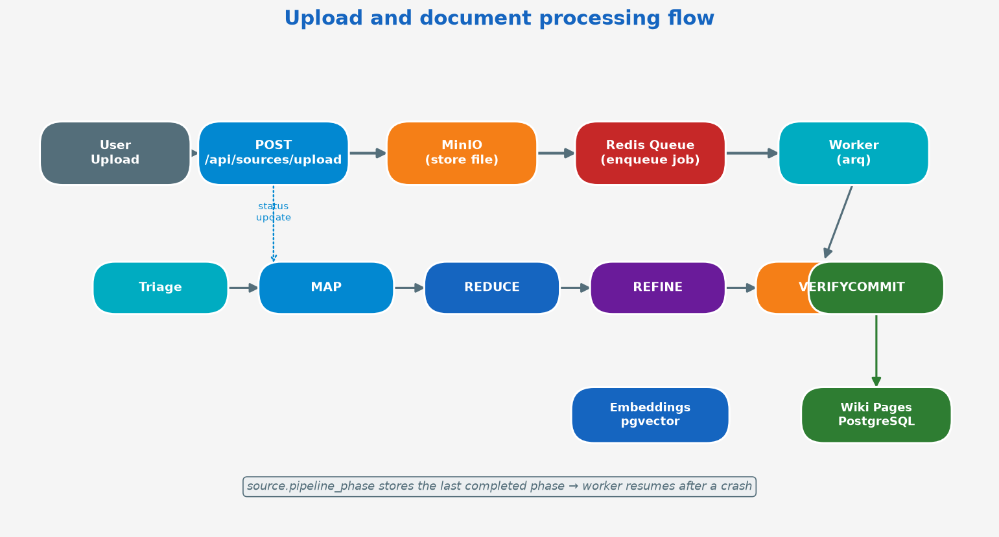 Upload and document processing flow
User
Upload
POST
/api/sources/upload
MinIO
(store file)
Redis Queue
(enqueue job)
Worker
(arq)
status
update
Triage
MAP
REDUCE
REFINE
VERIFY
COMMIT
Embeddings
pgvector
Wiki Pages
PostgreSQL
source.pipeline_phase stores the last completed phase → worker resumes after a crash